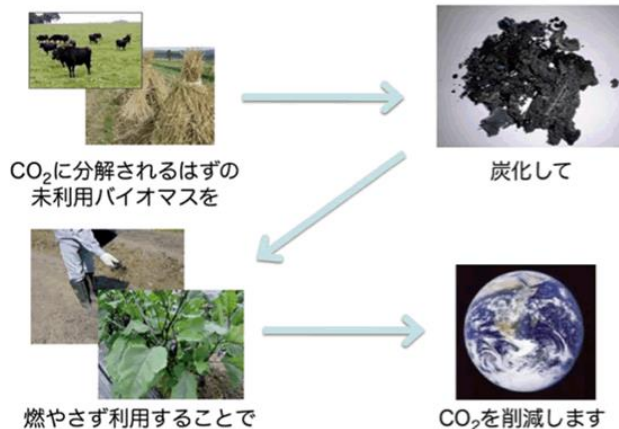 CO₂に分解されるはずの
未利用バイオマスを
炭化して
燃やさず利用することで
CO₂を削減します